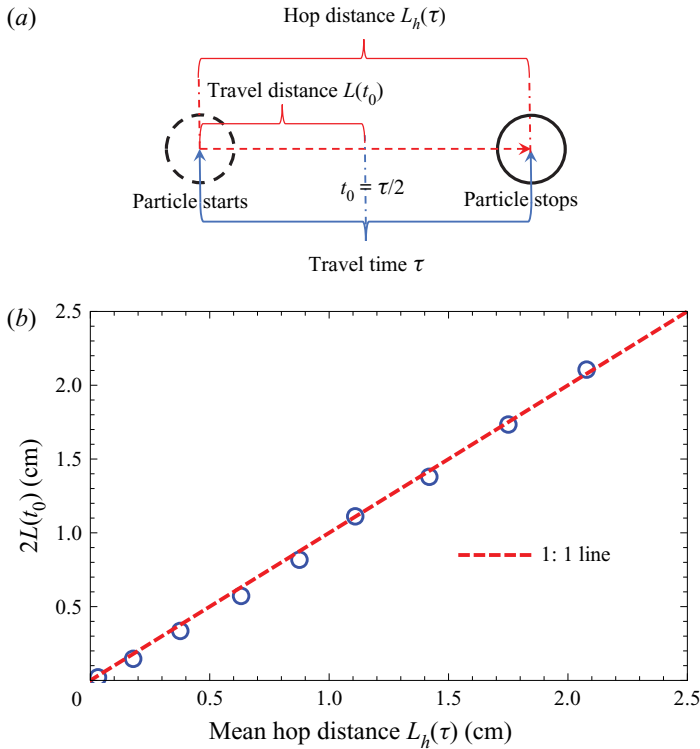 (a)
Hop distance L_h(τ)
Travel distance L(t_0)
t_0 = τ/2
Particle starts
Particle stops
Travel time τ
(b)
2.5
2.0
1.5
1.0
0.5
0
0.5
1.0
1.5
2.0
2.5
2L(t_0) (cm)
1: 1 line
Mean hop distance L_h(τ) (cm)